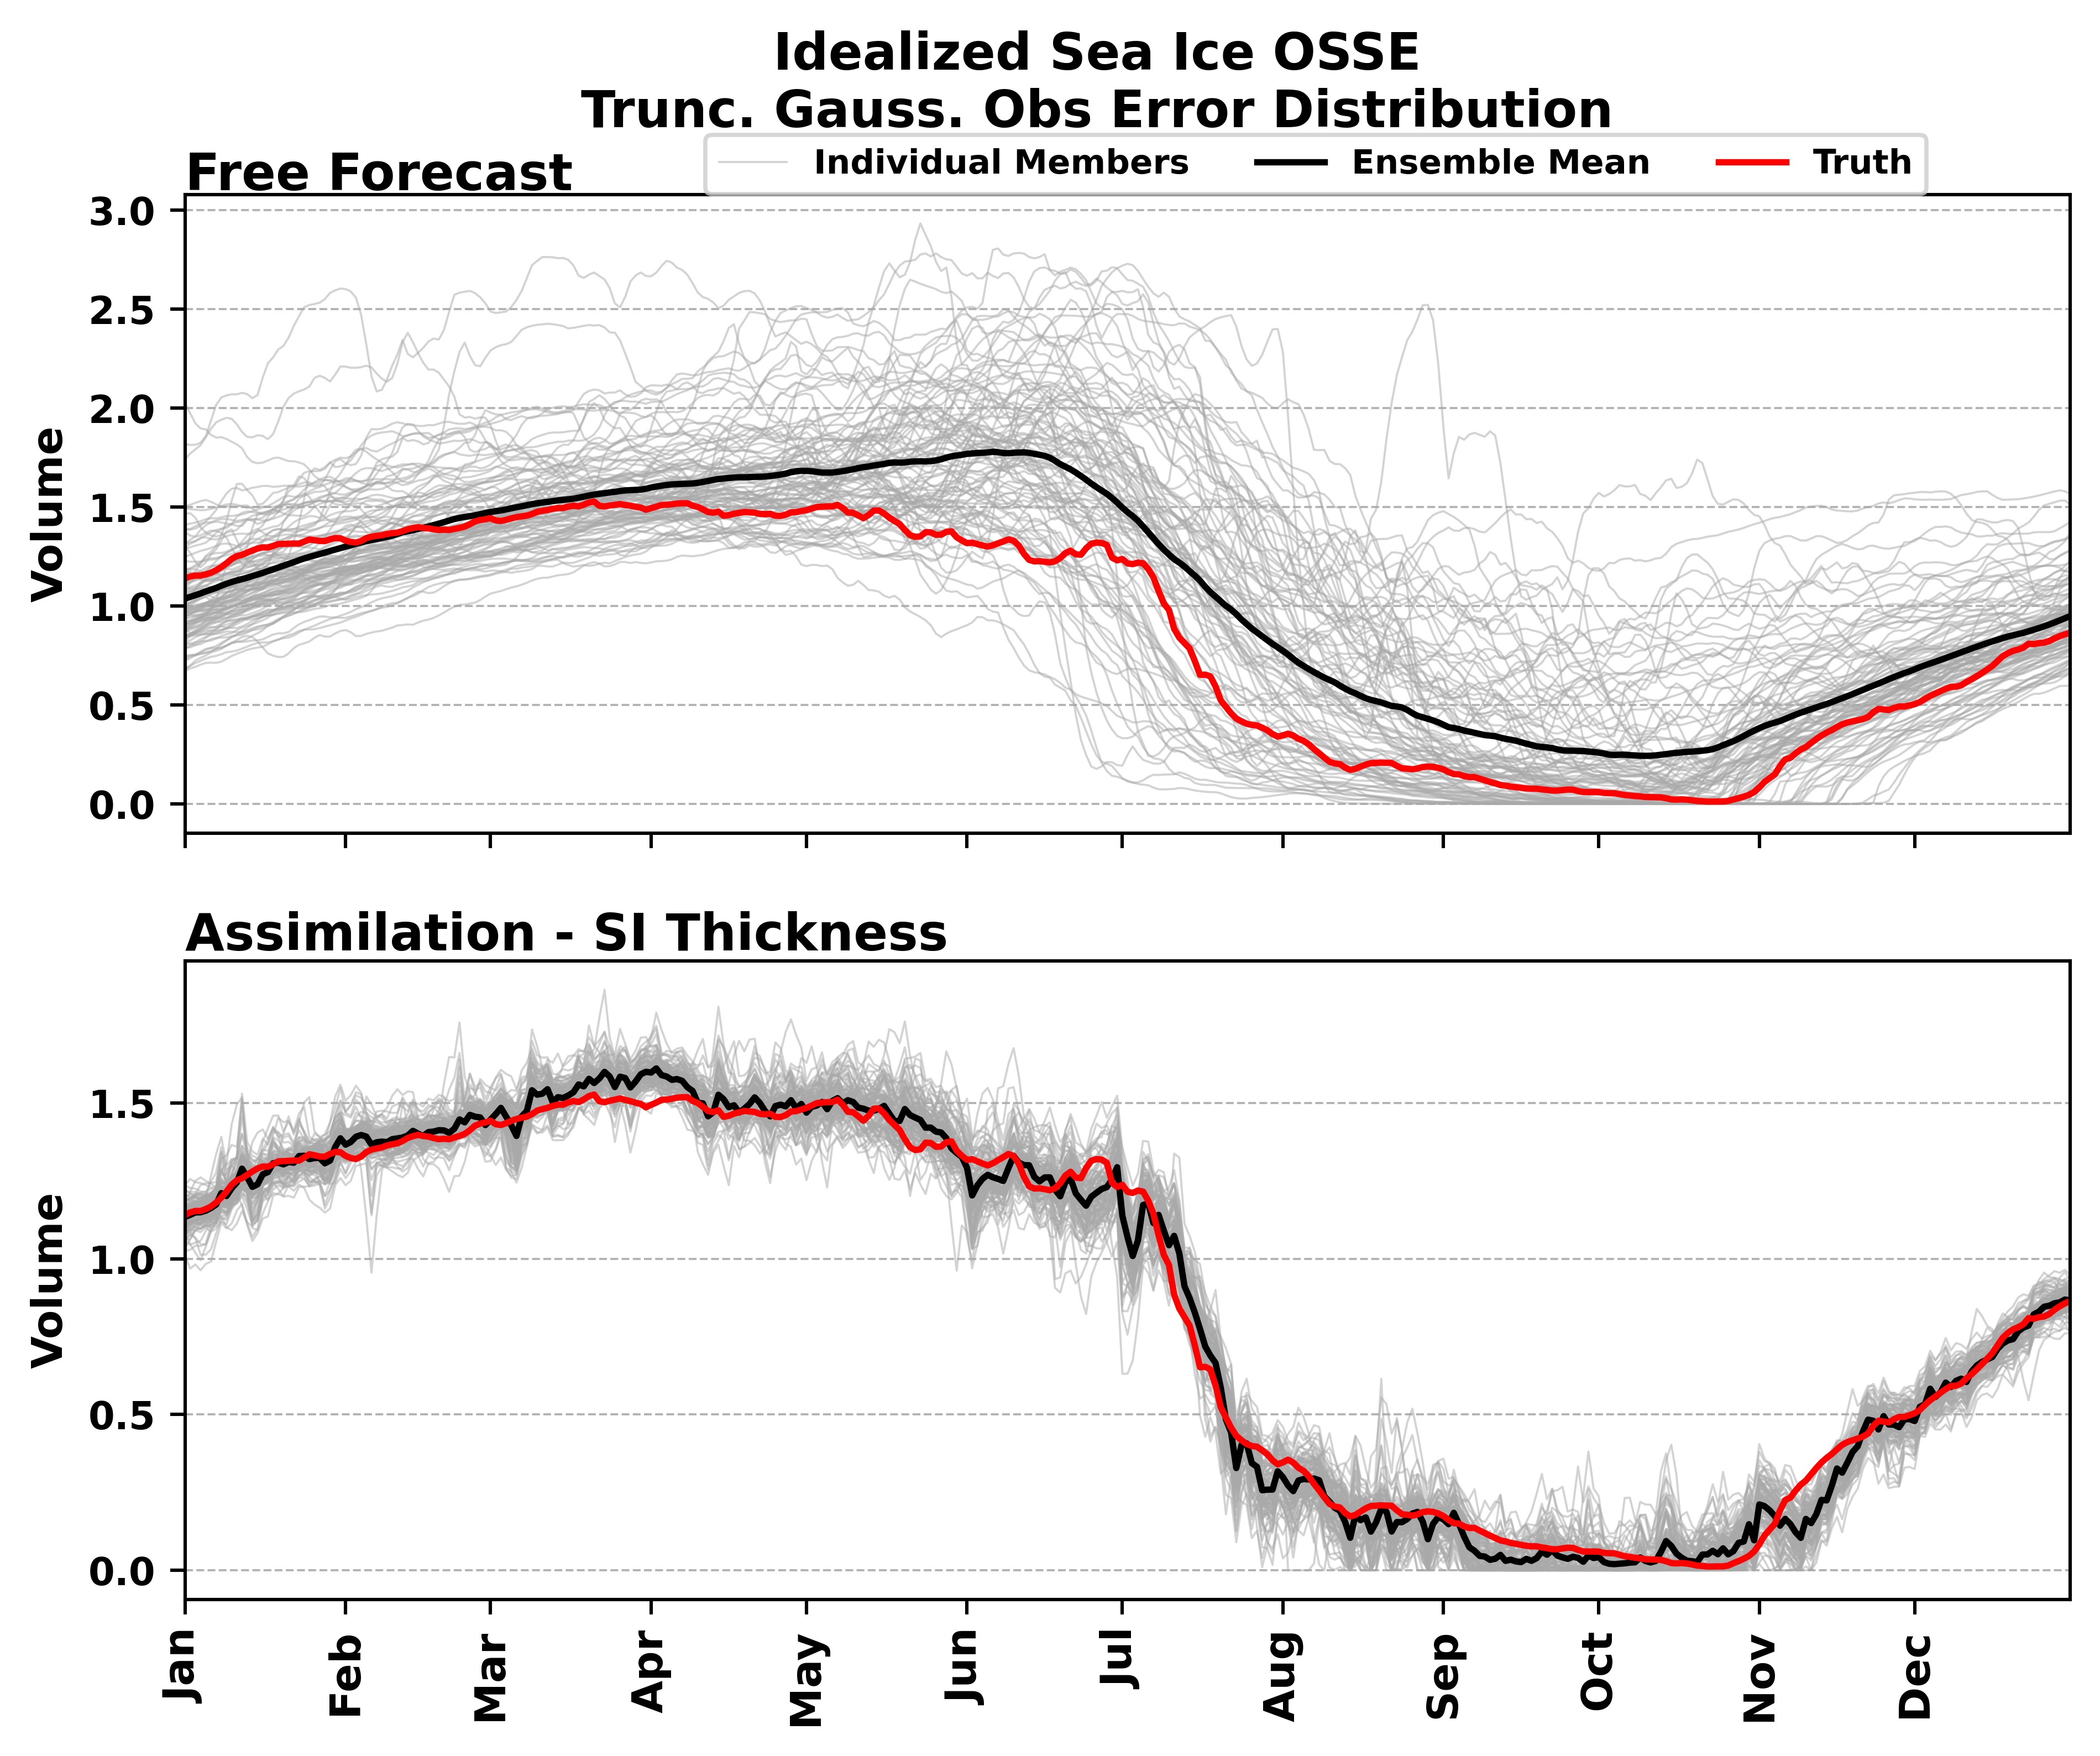 Idealized Sea Ice OSSE
Trunc. Gauss. Obs Error Distribution
Free Forecast
Individual Members
Ensemble Mean
Truth
3.0
2.5
2.0
1.5
1.0
0.5
0.0
Volume
Assimilation - SI Thickness
1.5
1.0
0.5
0.0
Volume
Jan
Feb
Mar
Apr
May
Jun
Jul
Aug
Sep
Oct
Nov
Dec